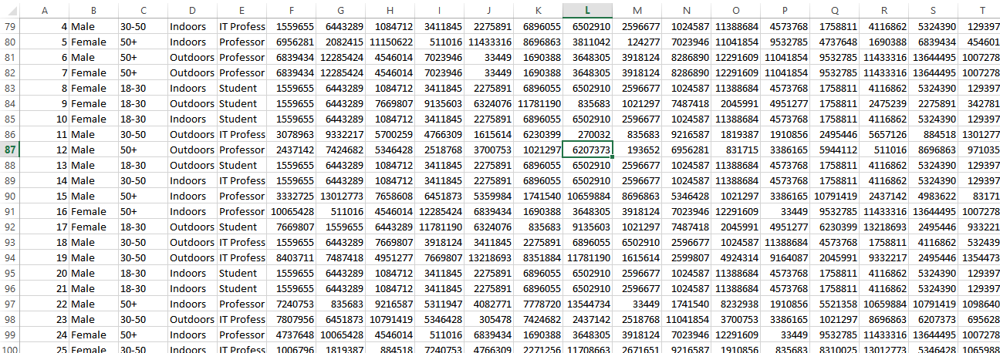 A B C D E F G H I J K L M N O P Q R S T
79 4 Male 30-50 Indoors IT Profess 1559655 6443289 1084712 3411845 2275891 6896055 6502910 2596677 1024587 11388684 4573768 1758811 4116862 5324390 129397
80 5 Female 50+ Indoors Professor 6956281 2082415 11150622 511016 11433316 8696863 3811042 124277 7023946 11041854 9532785 4737648 1690388 6839434 454601
81 6 Male 50+ Outdoors Professor 6839434 12285424 4546014 7023946 33449 1690388 3648305 3918124 8286890 12291609 11041854 9532785 11433316 13644495 1007278
82 7 Female 50+ Outdoors Professor 6839434 12285424 4546014 7023946 33449 1690388 3648305 3918124 8286890 12291609 11041854 9532785 11433316 13644495 1007278
83 8 Female 18-30 Indoors Student 1559655 6443289 1084712 3411845 2275891 6896055 6502910 2596677 1024587 11388684 4573768 1758811 4116862 5324390 129397
84 9 Female 18-30 Outdoors Student 1559655 6443289 7669807 9135603 6324076 11781190 835683 1021297 7487418 2045991 4951277 1758811 2475239 2275891 342781
85 10 Female 18-30 Indoors Student 1559655 6443289 1084712 3411845 2275891 6896055 6502910 2596677 1024587 11388684 4573768 1758811 4116862 5324390 129397
86 11 Male 30-50 Outdoors IT Profess 3078963 9332217 5700259 4766309 1615614 6230399 270032 835683 9216587 1819387 1910856 2495446 5657126 884518 1301277
87 12 Male 50+ Outdoors Professor 2437142 7424682 5346428 2518768 3700753 1021297 6207373 193652 6956281 831715 3386165 5944112 511016 8696863 971035
88 13 Male 18-30 Outdoors Student 1559655 6443289 1084712 3411845 2275891 6896055 6502910 2596677 1024587 11388684 4573768 1758811 4116862 5324390 129397
89 14 Male 30-50 Indoors IT Profess 1559655 6443289 1084712 3411845 2275891 6896055 6502910 2596677 1024587 11388684 4573768 1758811 4116862 5324390 129397
90 15 Male 50+ Indoors Professor 3332725 13012773 7658608 6451873 5359984 1741540 10659884 8696863 5346428 1021297 3386165 10791419 2437142 4983622 83171
91 16 Female 50+ Indoors Professor 10065428 511016 4546014 12285424 6839434 1690388 3648305 3918124 7023946 12291609 33449 9532785 11433316 13644495 1007278
92 17 Female 18-30 Outdoors Student 7669807 1559655 6443289 11781190 6324076 835683 9135603 1021297 7487418 2045991 4951277 6230399 13218693 2495446 933221
93 18 Male 30-50 Outdoors IT Profess 1559655 6443289 7669807 3918124 3411845 2275891 6896055 6502910 2596677 1024587 11388684 4573768 1758811 4116862 532439
94 19 Male 30-50 Outdoors IT Profess 8403711 7487418 4951277 7669807 13218693 8351884 11781190 1615614 2599807 4924314 9164087 2045991 9332217 2495446 1354473
95 20 Male 18-30 Indoors Student 1559655 6443289 1084712 3411845 2275891 6896055 6502910 2596677 1024587 11388684 4573768 1758811 4116862 5324390 129397
96 21 Male 18-30 Indoors Student 1559655 6443289 1084712 3411845 2275891 6896055 6502910 2596677 1024587 11388684 4573768 1758811 4116862 5324390 129397
97 22 Male 50+ Indoors Professor 7240753 835683 9216587 5311947 4082771 7778720 13544734 33449 1741540 8232938 1910856 5521358 10659884 10791419 1098640
98 23 Male 30-50 Outdoors IT Profess 7807956 6451873 10791419 5346428 305478 7424682 2437142 2518768 11041854 3700753 3386165 1021297 8696863 6207373 695628
99 24 Female 50+ Indoors Professor 4737648 10065428 4546014 511016 6839434 1690388 3648305 3918124 7023946 12291609 33449 9532785 11433316 13644495 1007278
100 25 Female 30-50 Indoors IT Profess 1006796 1819387 884518 7240753 4766309 2271256 11708663 2671651 9216587 1910856 835683 8310025 13012773 5346428 1065988